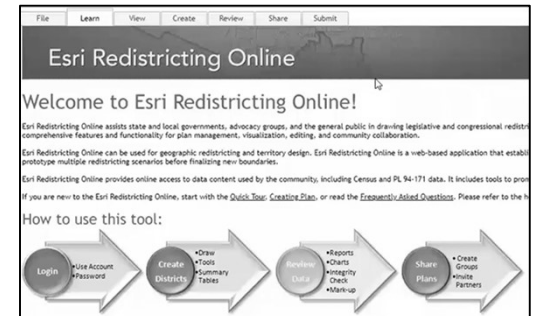 File Learn View Create Review Share Submit
Esri Redistricting Online
Welcome to Esri Redistricting Online!
Esri Redistricting Online assists state and local governments, advocacy groups, and the general public in drawing legislative and congressional redistri
comprehensive features and functionality for plan management, visualization, editing, and community collaboration.
Esri Redistricting Online can be used for geographic redistricting and territory design. Esri Redistricting Online is a web-based application that establi
prototype multiple redistricting scenarios before finalizing new boundaries.
Esri Redistricting Online provides online access to data content used by the community, including Census and PL 94-171 data. It includes tools to pron
If you are new to the Esri Redistricting Online, start with the Quick Tour, Creating Plan, or read the Frequently Asked Questions. Please refer to the h
How to use this tool:
Login
•Use Account
•Password
Create
Districts
•Draw
•Tools
•Summary
Tables
Review
Data
•Reports
•Charts
•Integrity
Check
•Mark-up
Share
Plans
•Create
Groups
•Invite
Partners